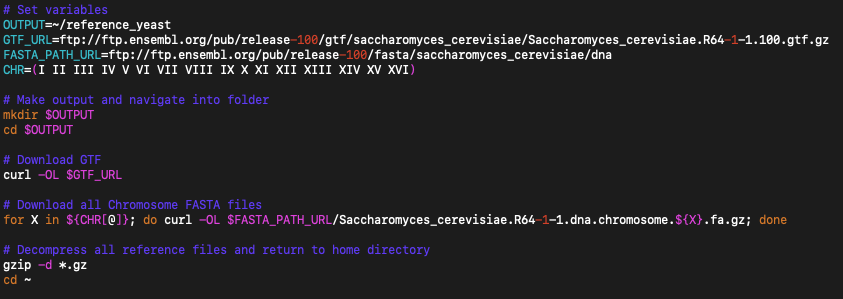 # Set variables
OUTPUT=~/reference_yeast
GTF_URL=ftp://ftp.ensembl.org/pub/release-100/gtf/saccharomyces_cerevisiae/Saccharomyces_cerevisiae.R64-1-1.100.gtf.gz
FASTA_PATH_URL=ftp://ftp.ensembl.org/pub/release-100/fasta/saccharomyces_cerevisiae/dna
CHR=(I II III IV V VI VII VIII IX X XI XII XIII XIV XV XVI)
# Make output and navigate into folder
mkdir $OUTPUT
cd $OUTPUT
# Download GTF
curl -OL $GTF_URL
# Download all Chromosome FASTA files
for X in ${CHR[@]}; do curl -OL $FASTA_PATH_URL/Saccharomyces_cerevisiae.R64-1-1.dna.chromosome.${X}.fa.gz; done
# Decompress all reference files and return to home directory
gzip -d *.gz
cd ~